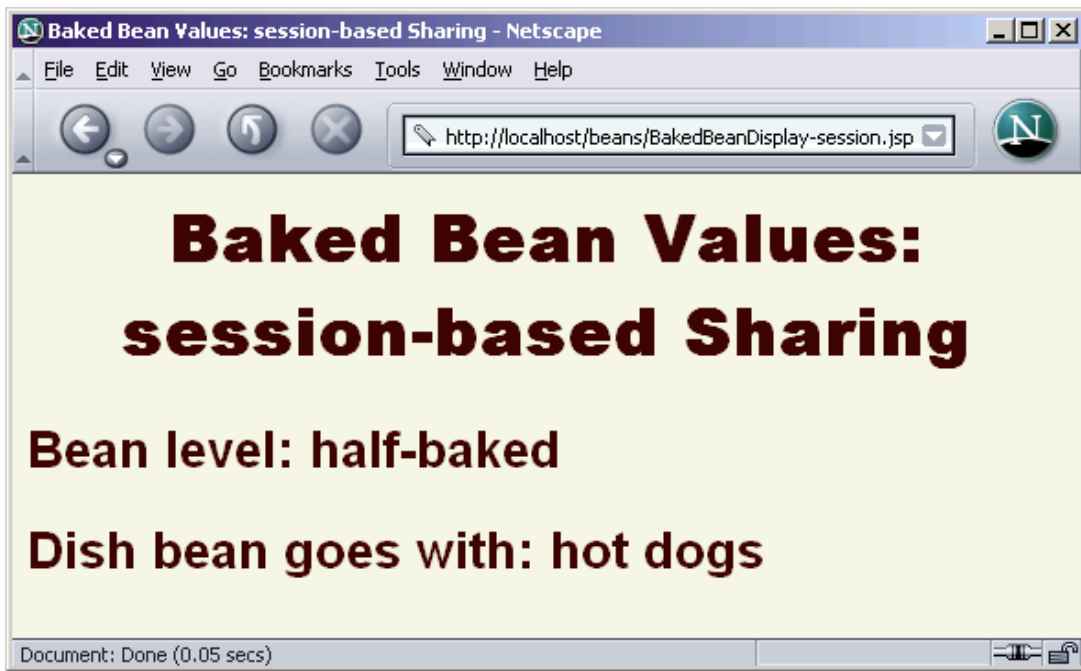 Baked Bean Values: session-based Sharing - Netscape
File Edit View Go Bookmarks Tools Window Help
http://localhost/beans/BakedBeanDisplay-session.jsp
N
Baked Bean Values:
session-based Sharing
Bean level: half-baked
Dish bean goes with: hot dogs
Document: Done (0.05 secs)